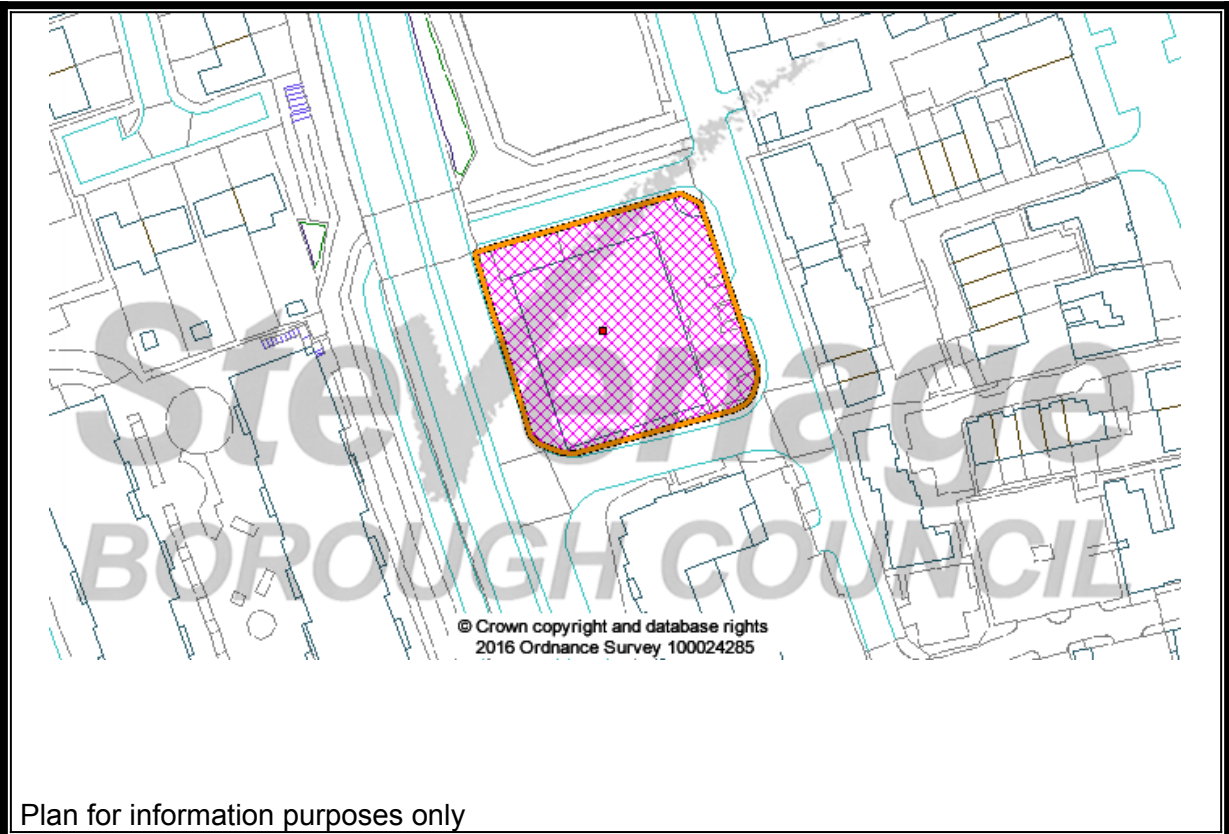 Stevenage
BOROUGH COUNCIL
© Crown copyright and database rights
2016 Ordnance Survey 100024285
Plan for information purposes only